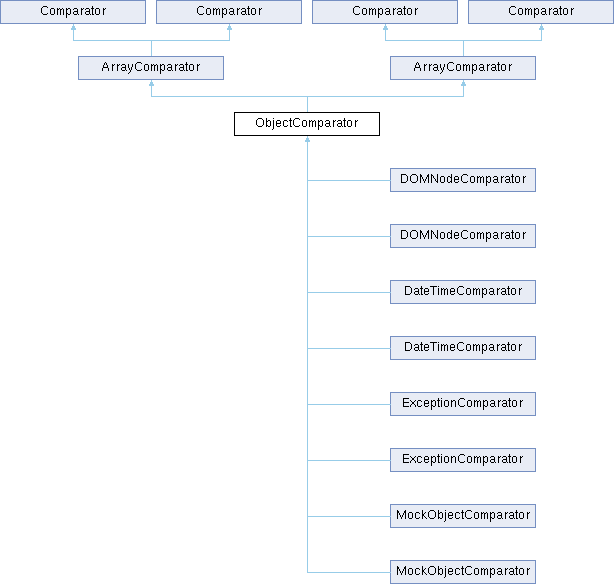 Comparator
Comparator
Comparator
Comparator
ArrayComparator
ArrayComparator
ObjectComparator
DOMNodeComparator
DOMNodeComparator
DateTimeComparator
DateTimeComparator
ExceptionComparator
ExceptionComparator
MockObjectComparator
MockObjectComparator